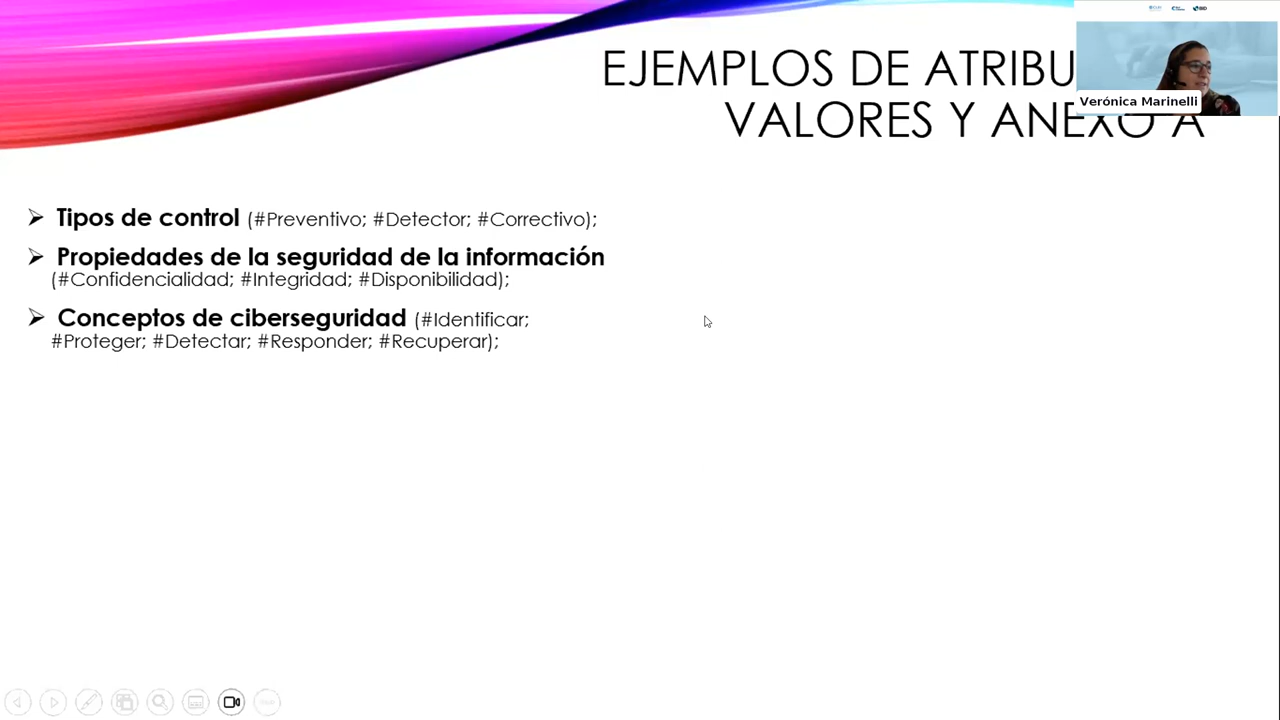 EJEMPLOS DE ATRIBU
VALORES Y ANEXO A
Verónica Marinelli
Tipos de control (#Preventivo; #Detector; #Correctivo);
Propiedades de la seguridad de la información
(#Confidencialidad; #Integridad; #Disponibilidad);
Conceptos de ciberseguridad (#Identificar;
#Proteger; #Detectar; #Responder; #Recuperar);